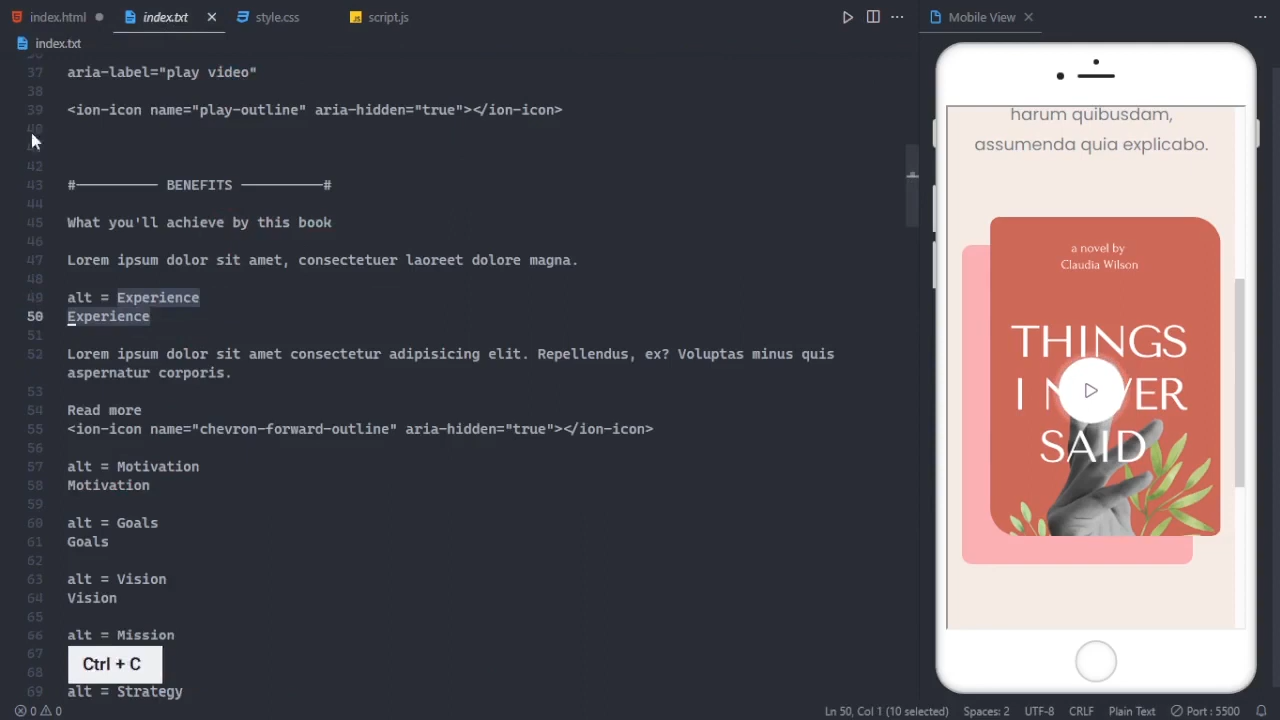 index.html
index.txt
style.css
script.js
Mobile View
index.txt
37 aria-label="play video"
38
39 <ion-icon name="play-outline" aria-hidden="true"></ion-icon>
40
42
43 #────────── BENEFITS ──────────#
44
45 What you'll achieve by this book
46
47 Lorem ipsum dolor sit amet, consectetuer laoreet dolore magna.
48
49 alt = Experience
50 Experience
51
52 Lorem ipsum dolor sit amet consectetur adipisicing elit. Repellendus, ex? Voluptas minus quis
aspernatur corporis.
53
54 Read more
55 <ion-icon name="chevron-forward-outline" aria-hidden="true"></ion-icon>
56
57 alt = Motivation
58 Motivation
59
60 alt = Goals
61 Goals
62
63 alt = Vision
64 Vision
65
66 alt = Mission
67
68
69 alt = Strategy
Ctrl + C
harum quibusdam,
assumenda quia explicabo.
a novel by
Claudia Wilson
THINGS
I NEVER
SAID
0 0
Ln 50, Col 1 (10 selected)
Spaces: 2
UTF-8
CRLF
Plain Text
Port : 5500